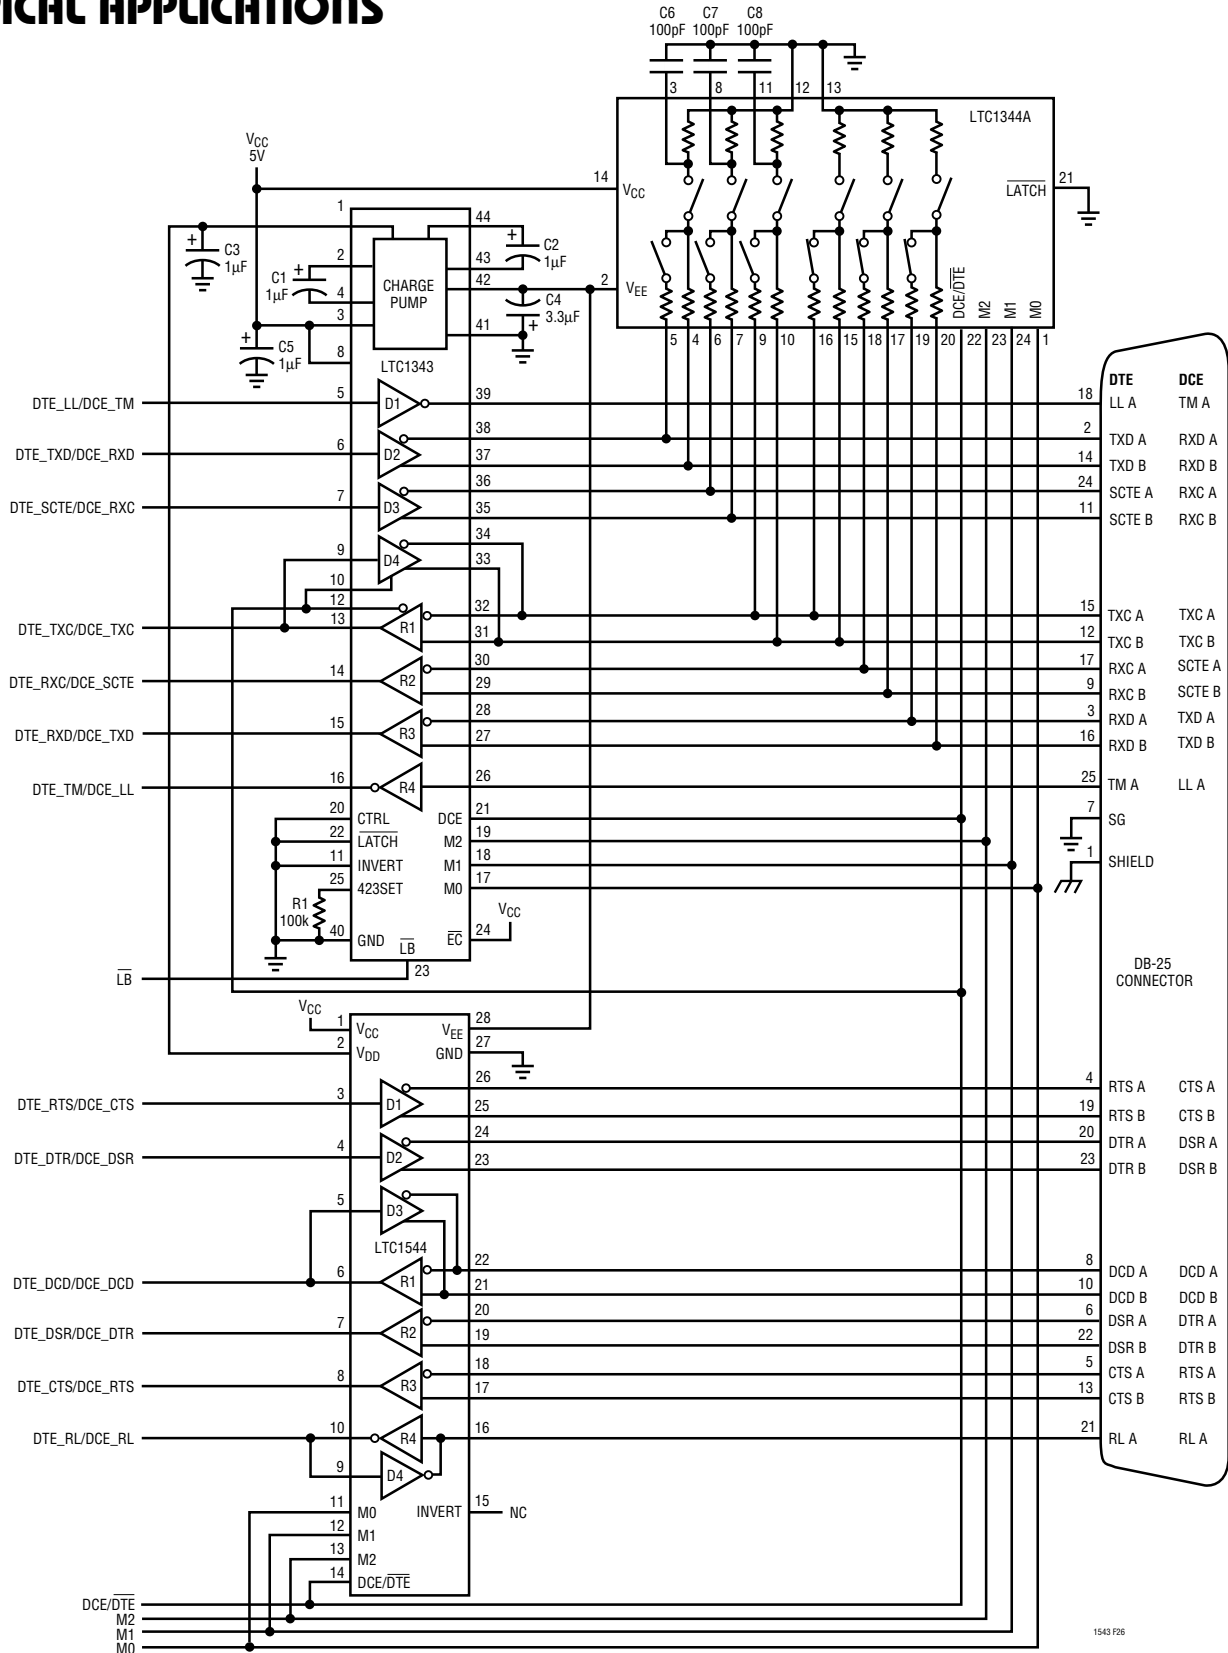 TYPICAL APPLICATIONS
C6 C7 C8
100pF 100pF 100pF
3 8 11 12 13
LTC1344A
VCC
5V
14 VCC
LATCH 21
1 44
C3
1µF
2 43
C2
1µF
C1
1µF
CHARGE
PUMP
42 2 VEE
DCE/DTE M2 M1 M0
4
C4
3.3µF
3 41
5 4 6 7 9 10 16 15 18 17 19 20 22 23 24 1
C5
1µF
8
LTC1343
DTE DCE
DTE_LL/DCE_TM 5 D1 39 18 LL A TM A
38 2 TXD A RXD A
DTE_TXD/DCE_RXD 6 D2 37 14 TXD B RXD B
36 24 SCTE A RXC A
DTE_SCTE/DCE_RXC 7 D3 35 11 SCTE B RXC B
34
9 D4 33
10
12 32 15 TXC A TXC A
DTE_TXC/DCE_TXC 13 R1 31 12 TXC B TXC B
30 17 RXC A SCTE A
DTE_RXC/DCE_SCTE 14 R2 29 9 RXC B SCTE B
28 3 RXD A TXD A
DTE_RXD/DCE_TXD 15 R3 27 16 RXD B TXD B
DTE_TM/DCE_LL 16 R4 26 25 TM A LL A
20 CTRL DCE 21 7 SG
22 LATCH M2 19
11 INVERT M1 18 1 SHIELD
25 423SET M0 17
R1
100k
VCC
40 GND LB EC 24
LB 23
DB-25
CONNECTOR
VCC
1 VCC VEE 28
2 VDD GND 27
26 4 RTS A CTS A
DTE_RTS/DCE_CTS 3 D1 25 19 RTS B CTS B
24 20 DTR A DSR A
DTE_DTR/DCE_DSR 4 D2 23 23 DTR B DSR B
5 D3
LTC1544
22 8 DCD A DCD A
DTE_DCD/DCE_DCD 6 R1 21 10 DCD B DCD B
20 6 DSR A DTR A
DTE_DSR/DCE_DTR 7 R2 19 22 DSR B DTR B
18 5 CTS A RTS A
DTE_CTS/DCE_RTS 8 R3 17 13 CTS B RTS B
DTE_RL/DCE_RL 10 R4 16 21 RL A RL A
9 D4
11 M0 INVERT 15 NC
12 M1
13 M2
14 DCE/DTE
DCE/DTE
M2
M1
M0
1543 F26